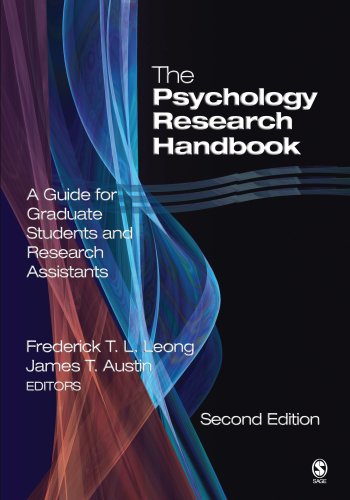 The
Psychology
Research
Handbook
A Guide for
Graduate
Students and
Research
Assistants
Frederick T. L. Leong
James T. Austin
EDITORS
Second Edition
S
SAGE